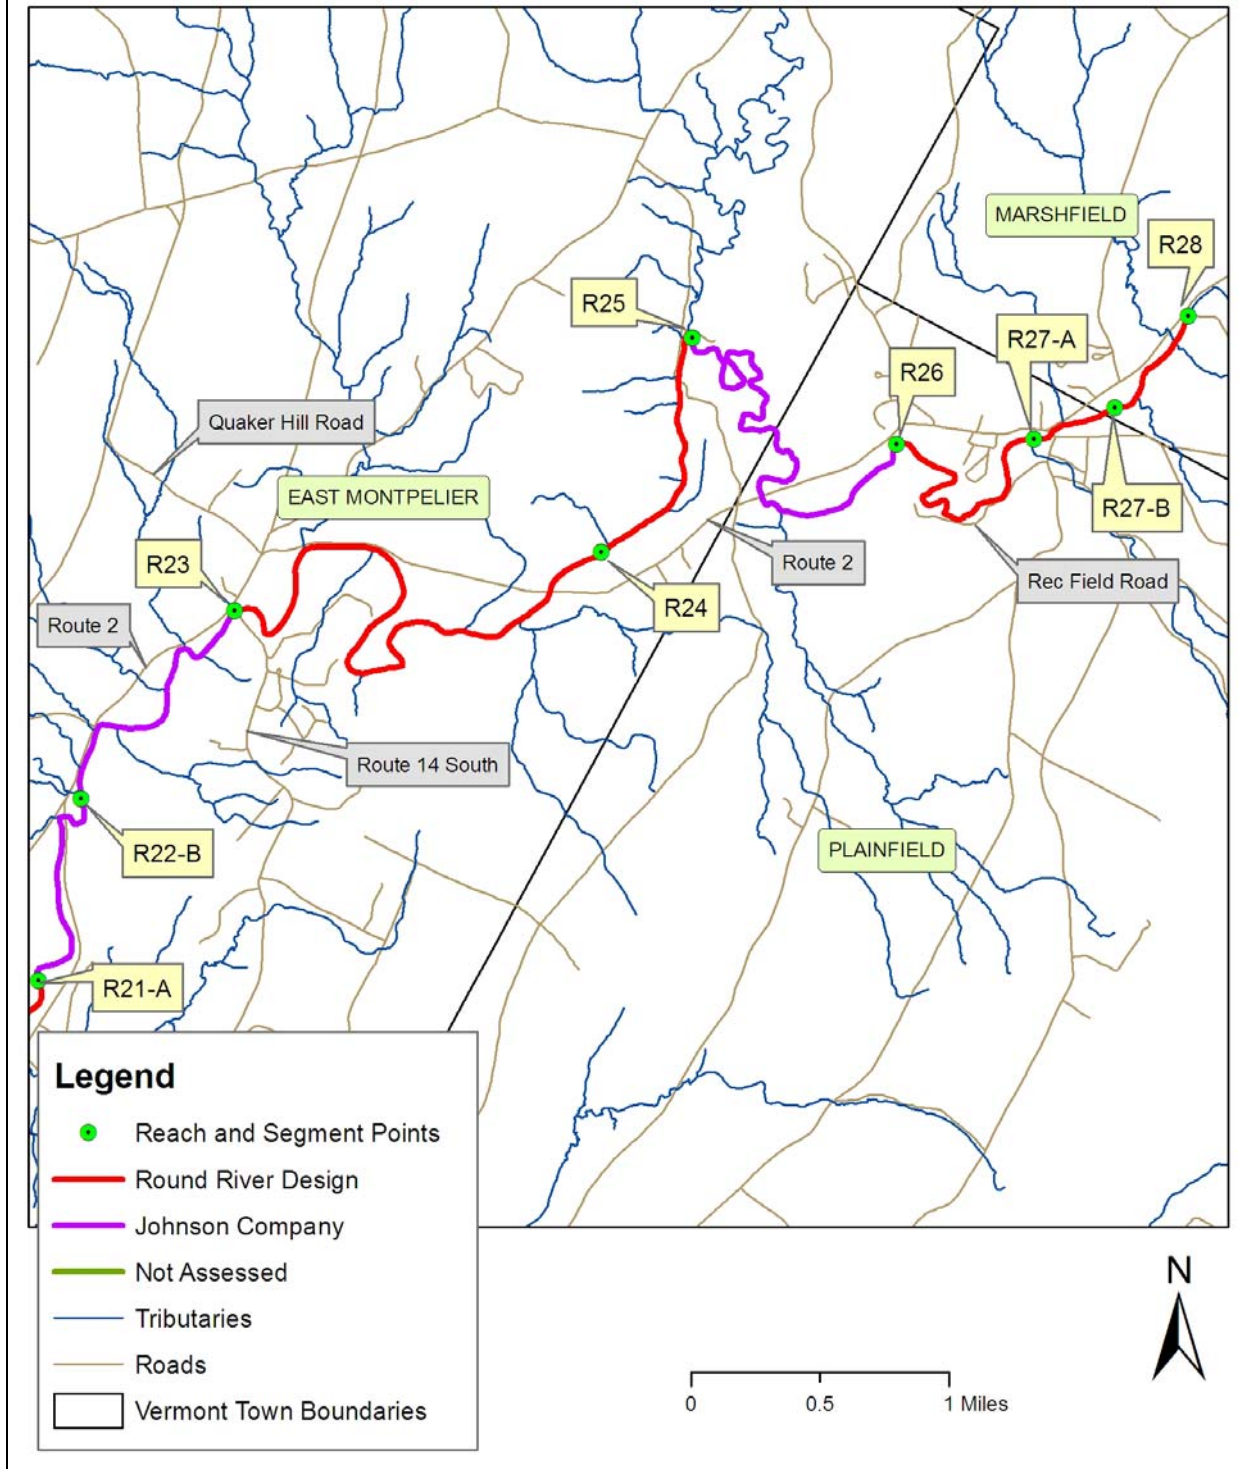 MARSHFIELD
R28
R25
R27-A
R26
Quaker Hill Road
EAST MONTPELIER
R27-B
R23
Route 2
Rec Field Road
R24
Route 2
Route 14 South
R22-B
PLAINFIELD
R21-A
Legend
Reach and Segment Points
Round River Design
Johnson Company
Not Assessed
Tributaries
Roads
Vermont Town Boundaries
N
0 0.5 1 Miles